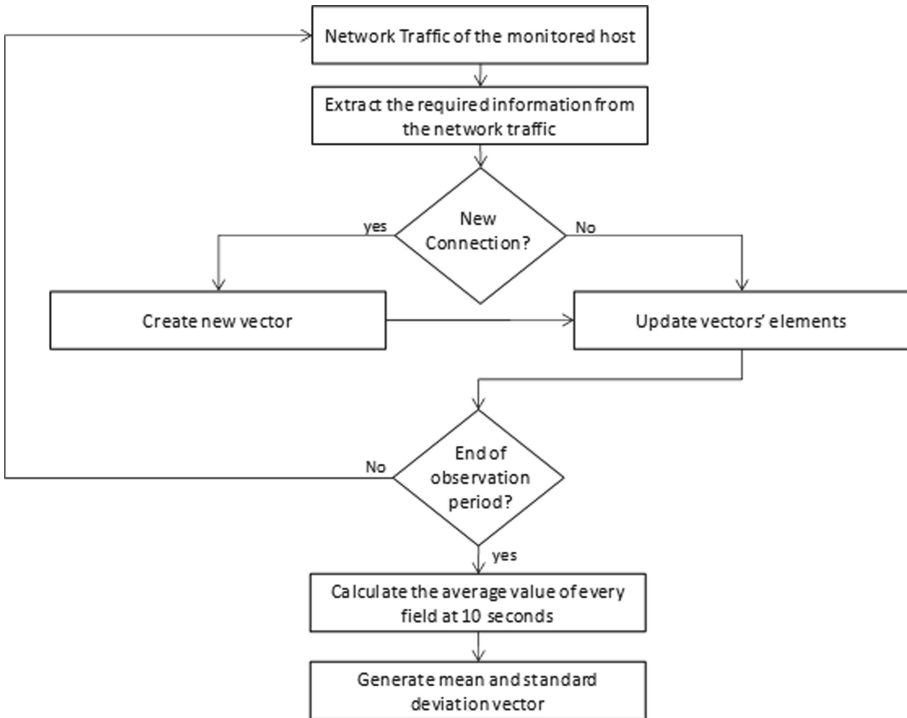 Network Traffic of the monitored host
Extract the required information from
the network traffic
New
Connection?
yes
No
Create new vector
Update vectors' elements
End of
observation
period?
No
yes
Calculate the average value of every
field at 10 seconds
Generate mean and standard
deviation vector